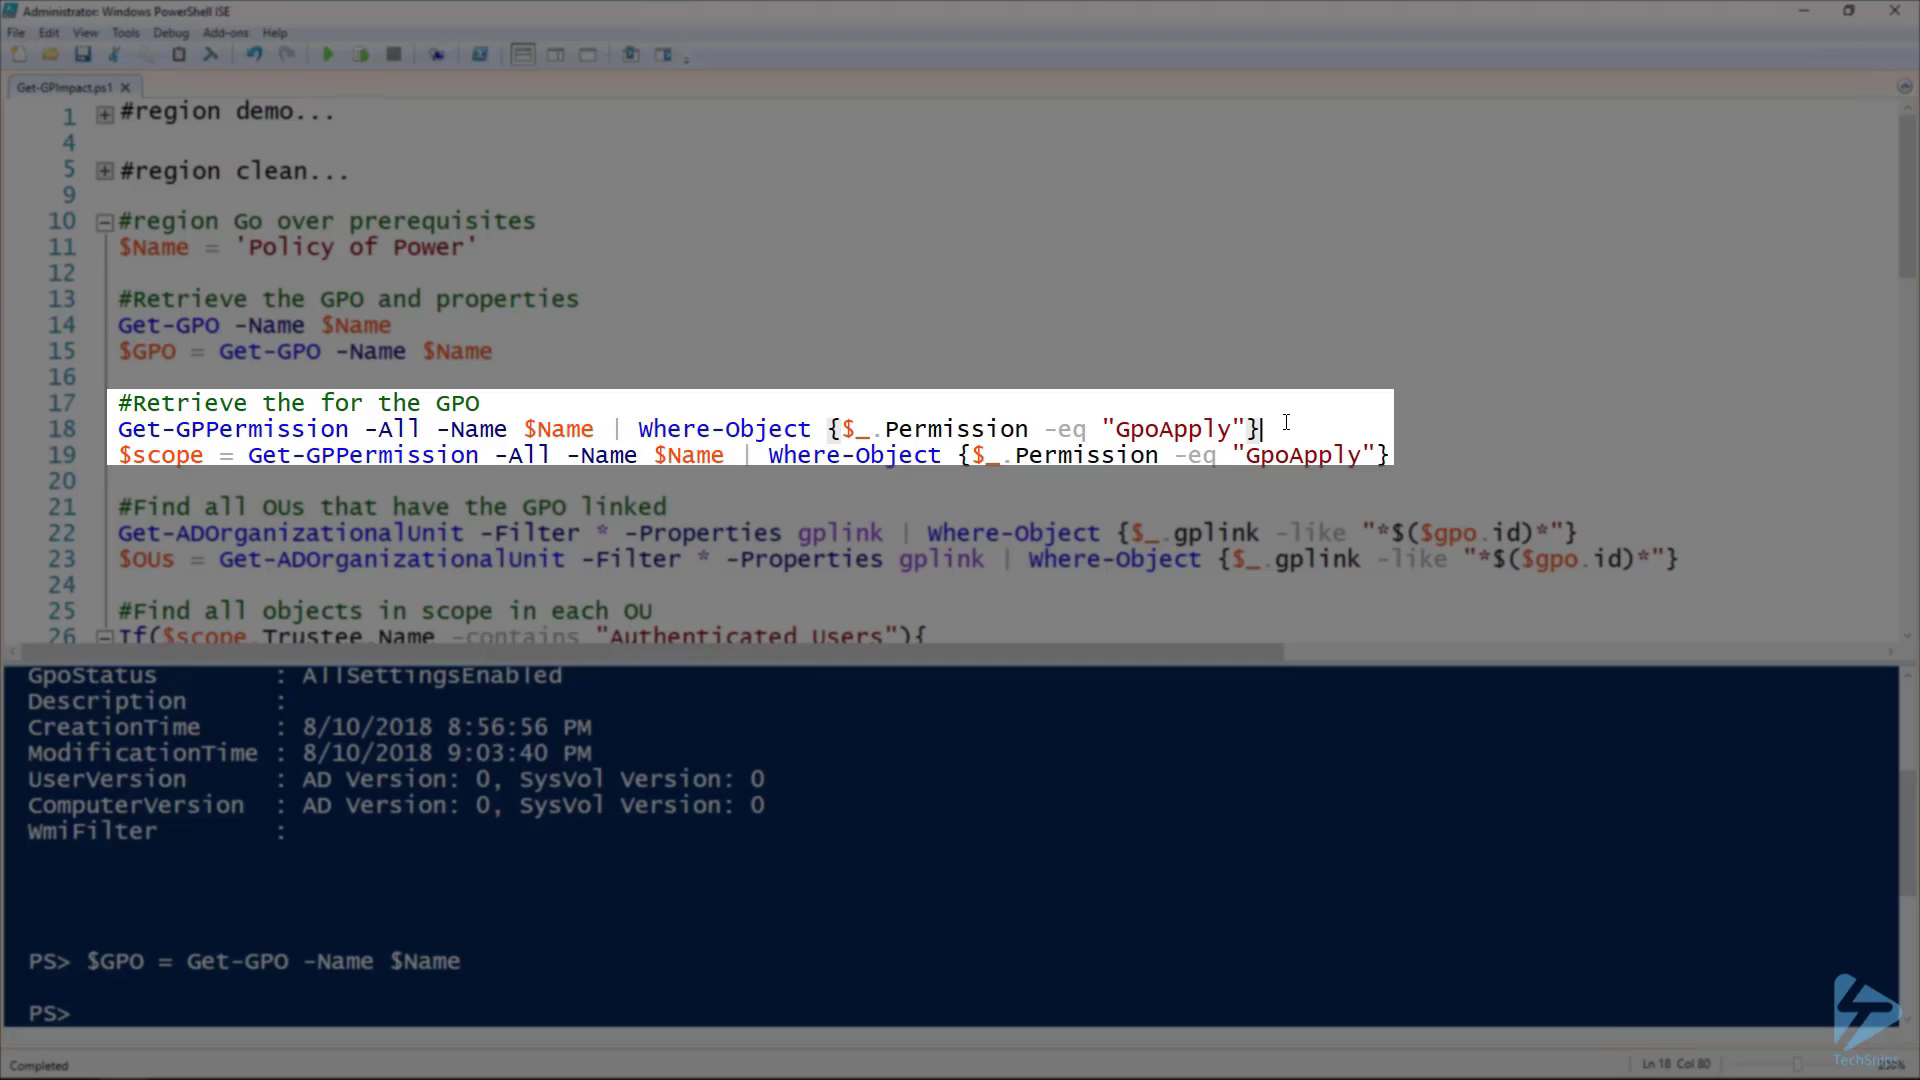 Administrator: Windows PowerShell ISE
File Edit View Tools Debug Add-ons Help
Get-GPImpact.ps1
1 #region demo...
4
5 #region clean...
9
10 #region Go over prerequisites
11 $Name = 'Policy of Power'
12
13 #Retrieve the GPO and properties
14 Get-GPO -Name $Name
15 $GPO = Get-GPO -Name $Name
16
17 #Retrieve the for the GPO
18 Get-GPPermission -All -Name $Name | Where-Object {$_.Permission -eq "GpoApply"}
19 $scope = Get-GPPermission -All -Name $Name | Where-Object {$_.Permission -eq "GpoApply"}
20
21 #Find all OUs that have the GPO linked
22 Get-ADOrganizationalUnit -Filter * -Properties gplink | Where-Object {$_.gplink -like "*$($gpo.id)*"}
23 $OUs = Get-ADOrganizationalUnit -Filter * -Properties gplink | Where-Object {$_.gplink -like "*$($gpo.id)*"}
24
25 #Find all objects in scope in each OU
26 If($scope.Trustee.Name -contains "Authenticated Users"){
GpoStatus : AllSettingsEnabled
Description :
CreationTime : 8/10/2018 8:56:56 PM
ModificationTime : 8/10/2018 9:03:40 PM
UserVersion : AD Version: 0, SysVol Version: 0
ComputerVersion : AD Version: 0, SysVol Version: 0
WmiFilter :
PS> $GPO = Get-GPO -Name $Name
PS>
Completed
Ln 18 Col 80
TechSnips